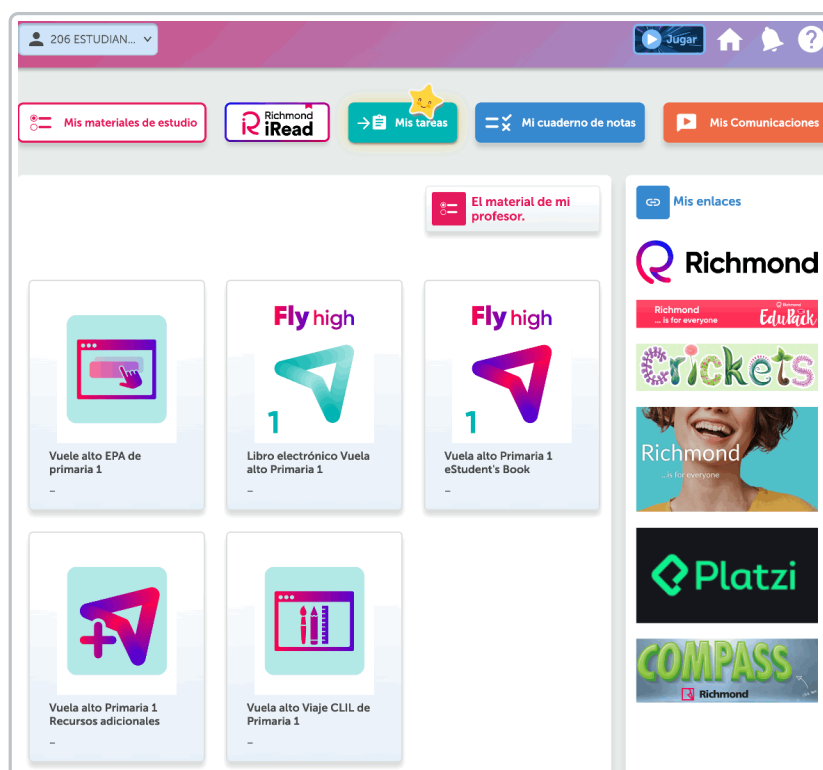 206 ESTUDIAN...
Jugar
Mis materiales de estudio
Richmond
iRead
Mis tareas
Mi cuaderno de notas
Mis Comunicaciones
El material de mi
profesor.
Mis enlaces
Richmond
Richmond
... is for everyone
Richmond
EduPack
Crickets
Richmond
...is for everyone
Platzi
COMPASS
Richmond
Vuele alto EPA de
primaria 1
–
Fly high
1
Libro electrónico Vuela
alto Primaria 1
–
Fly high
1
Vuela alto Primaria 1
eStudent's Book
–
Vuela alto Primaria 1
Recursos adicionales
–
Vuela alto Viaje CLIL de
Primaria 1
–